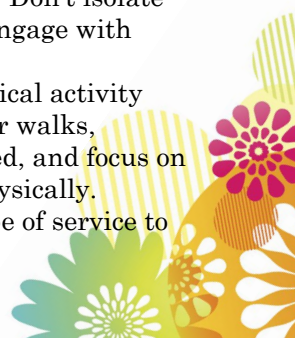 Don't isolate
ngage with
ical activity
r walks,
ed, and focus on
ysically.
e of service to